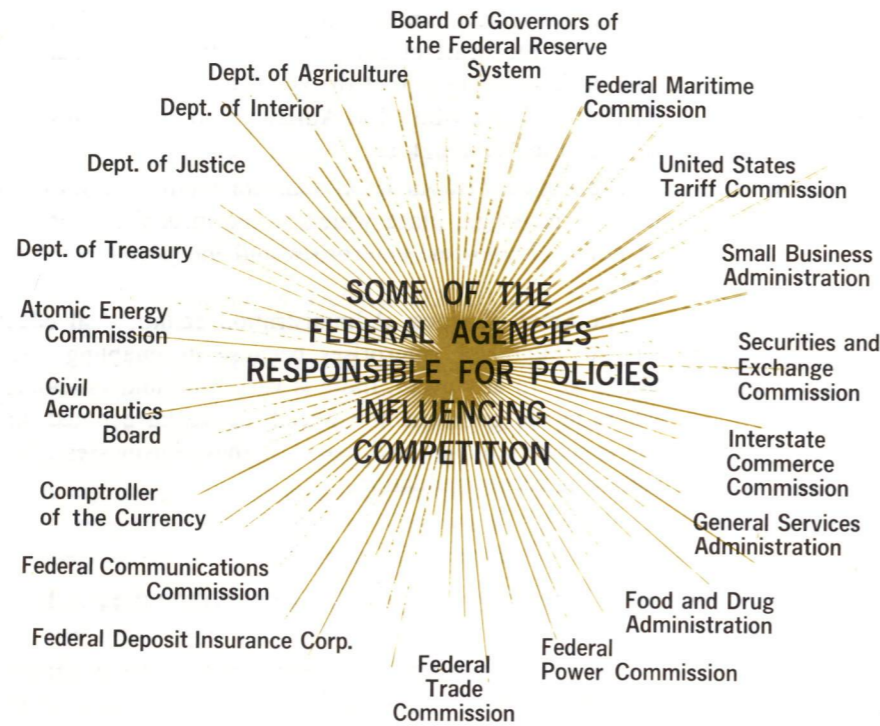 Board of Governors of
the Federal Reserve
System
Federal Maritime
Commission
United States
Tariff Commission
Small Business
Administration
Securities and
Exchange
Commission
Interstate
Commerce
Commission
General Services
Administration
Food and Drug
Administration
Federal
Power Commission
Federal
Trade
Commission
Federal Deposit Insurance Corp.
Federal Communications
Commission
Comptroller
of the Currency
Civil
Aeronautics
Board
Atomic Energy
Commission
Dept. of Treasury
Dept. of Justice
Dept. of Interior
Dept. of Agriculture
SOME OF THE
FEDERAL AGENCIES
RESPONSIBLE FOR POLICIES
INFLUENCING
COMPETITION